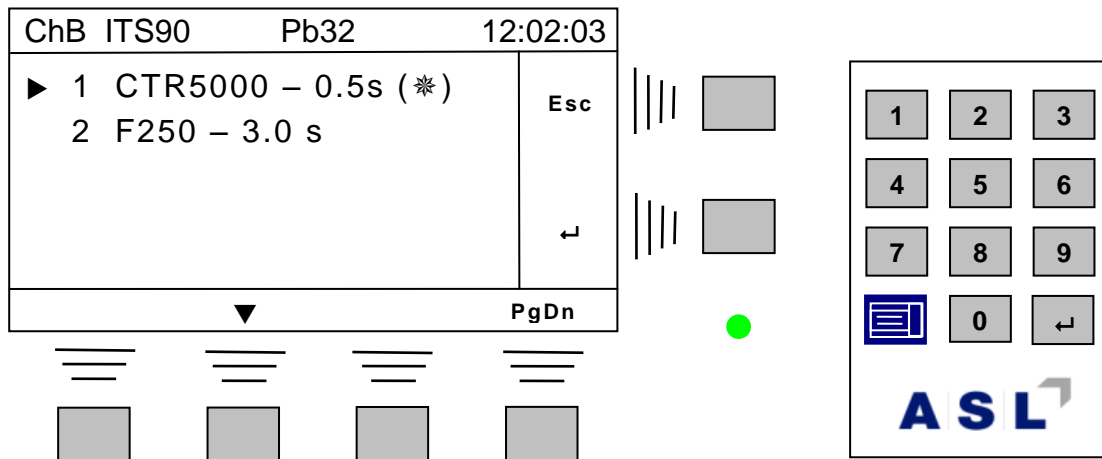 ChB ITS90 Pb32 12:02:03
▶ 1 CTR5000 – 0.5s (✵)
2 F250 – 3.0 s
Esc
↵
▼ PgDn
1 2 3
4 5 6
7 8 9
0 ↵
ASL